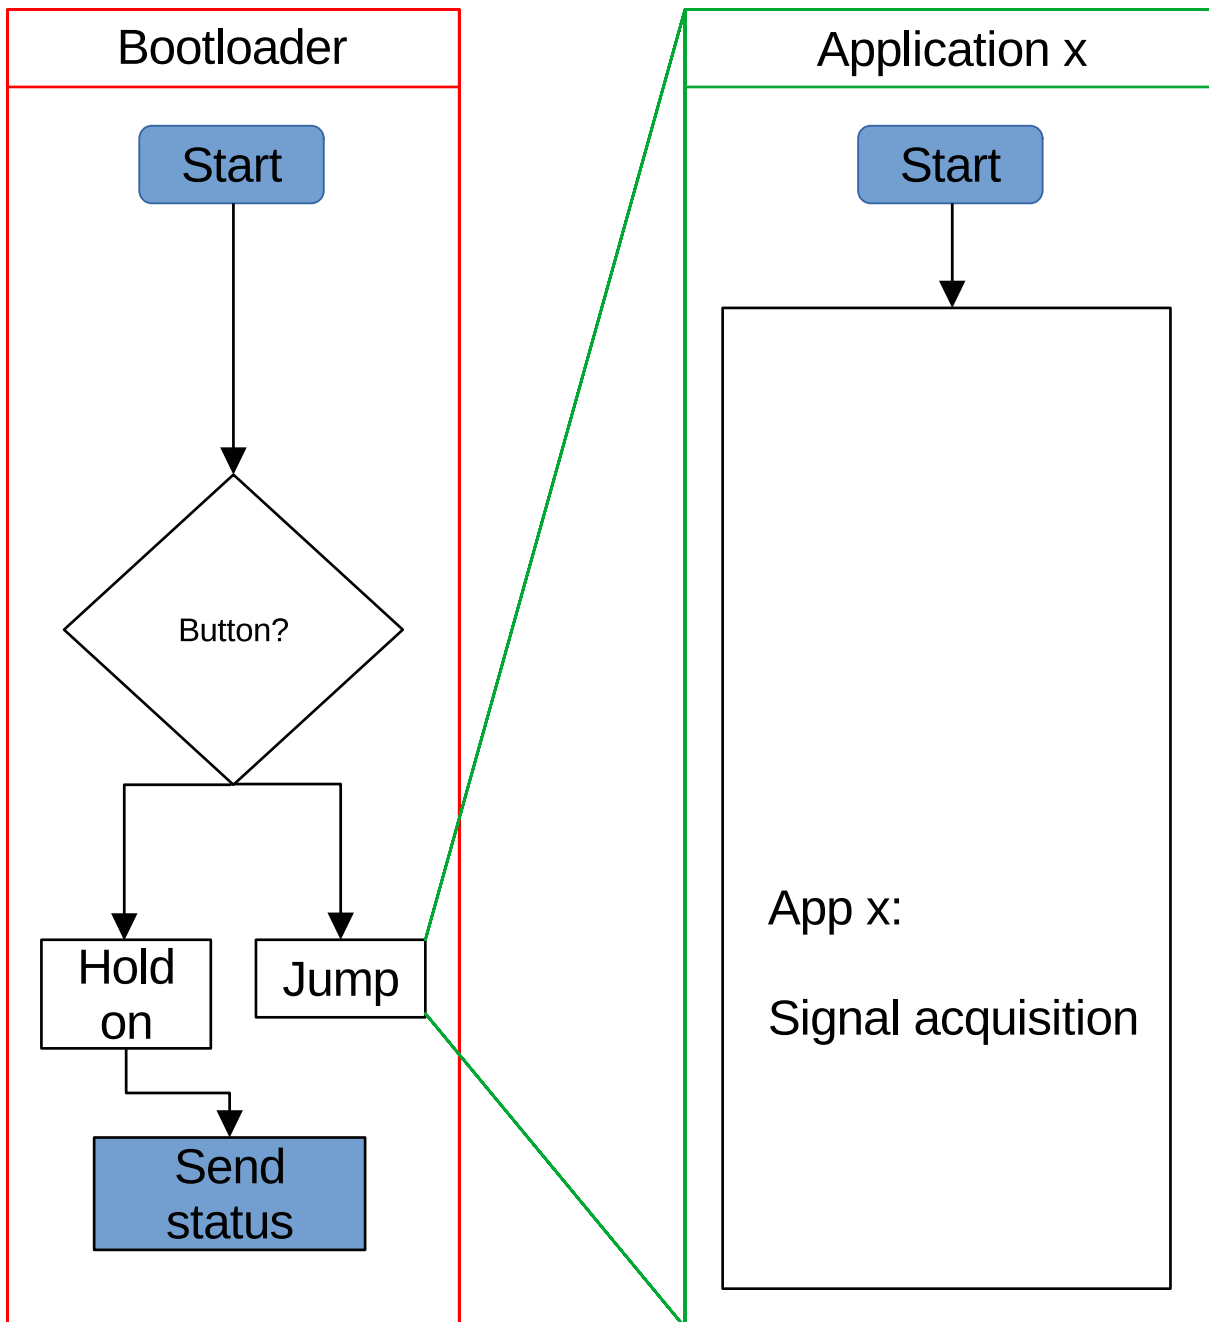 Bootloader
Start
Button?
Hold
on
Jump
Send
status
Application x
Start
App x:
Signal acquisition